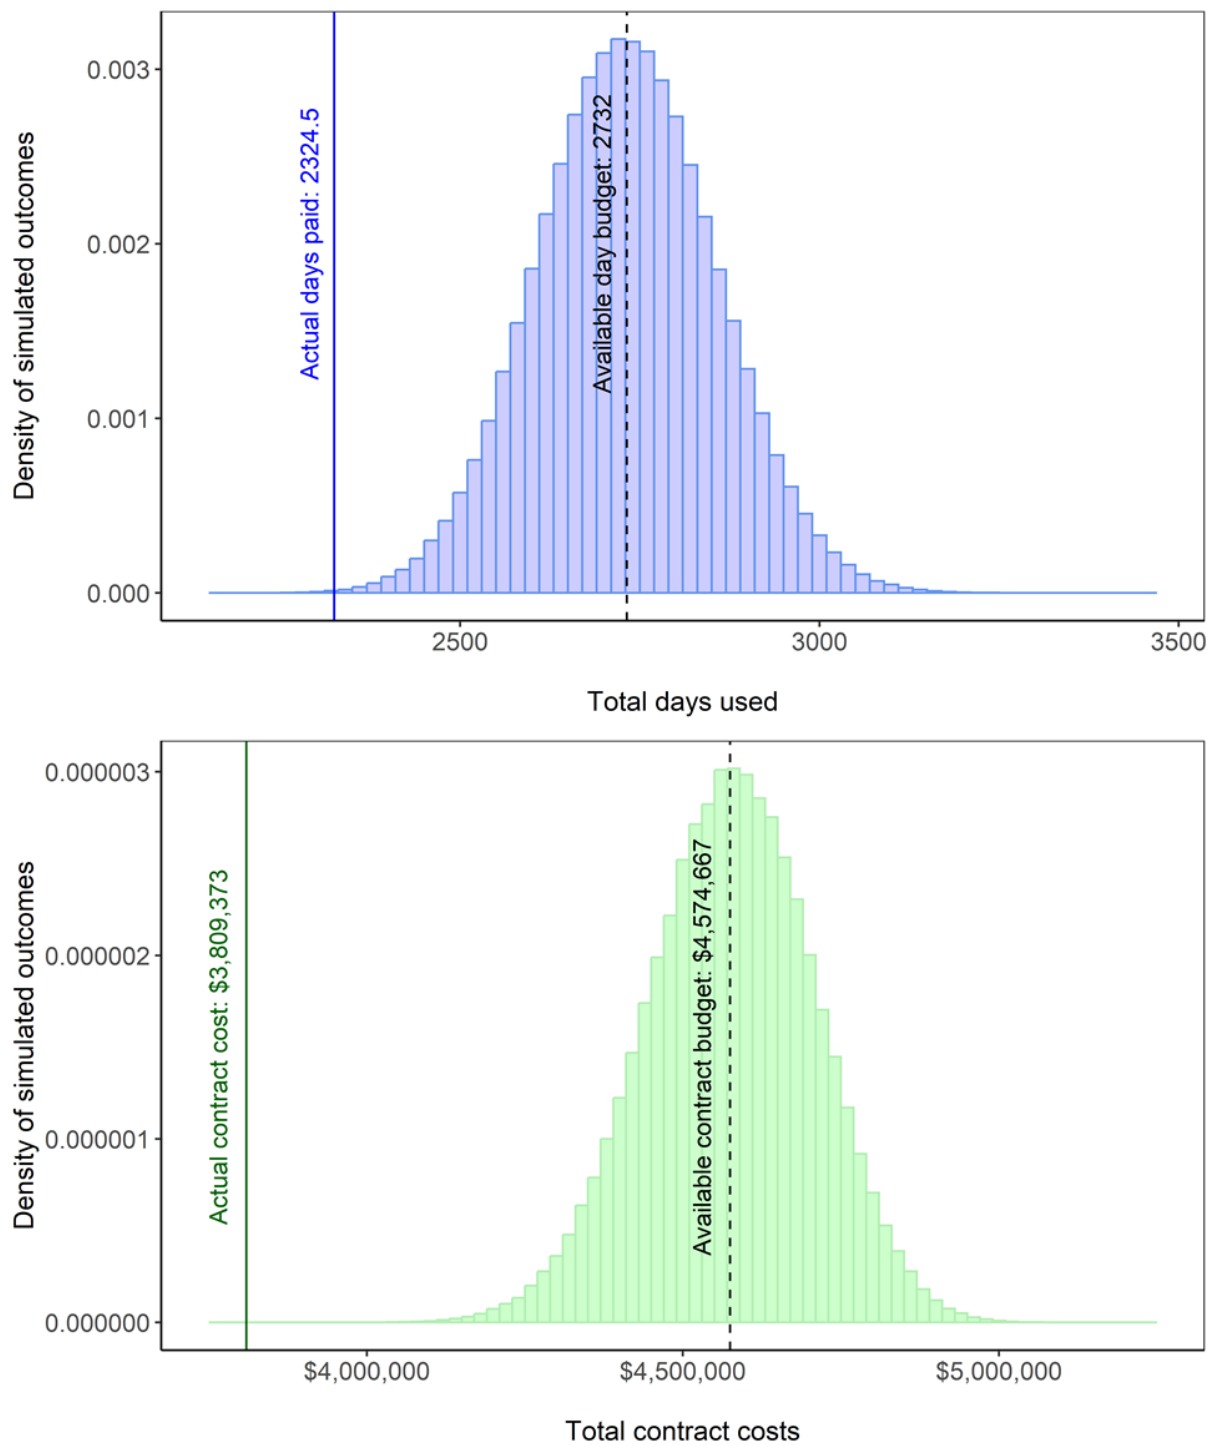 Density of simulated outcomes
0.003
0.002
0.001
0.000
Actual days paid: 2324.5
Available day budget: 2732
2500
3000
3500
Total days used
Density of simulated outcomes
0.000003
0.000002
0.000001
0.000000
Actual contract cost: $3,809,373
Available contract budget: $4,574,667
$4,000,000
$4,500,000
$5,000,000
Total contract costs